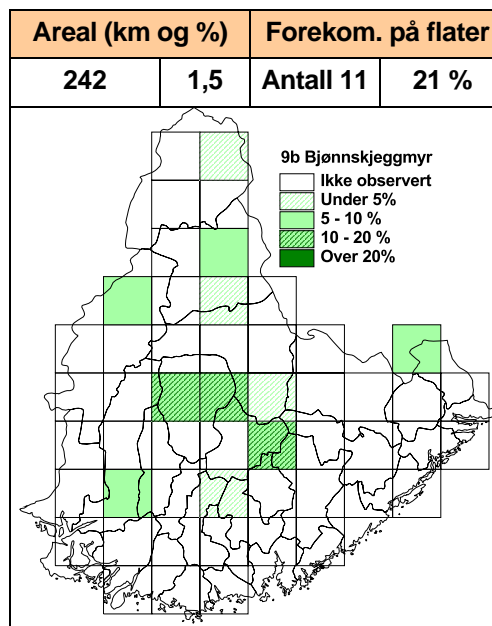 Areal (km og %) Forekom. på flater
242 1,5 Antall 11 21 %
9b Bjønnskjeggmyr
Ikke observert
Under 5%
5 - 10 %
10 - 20 %
Over 20%